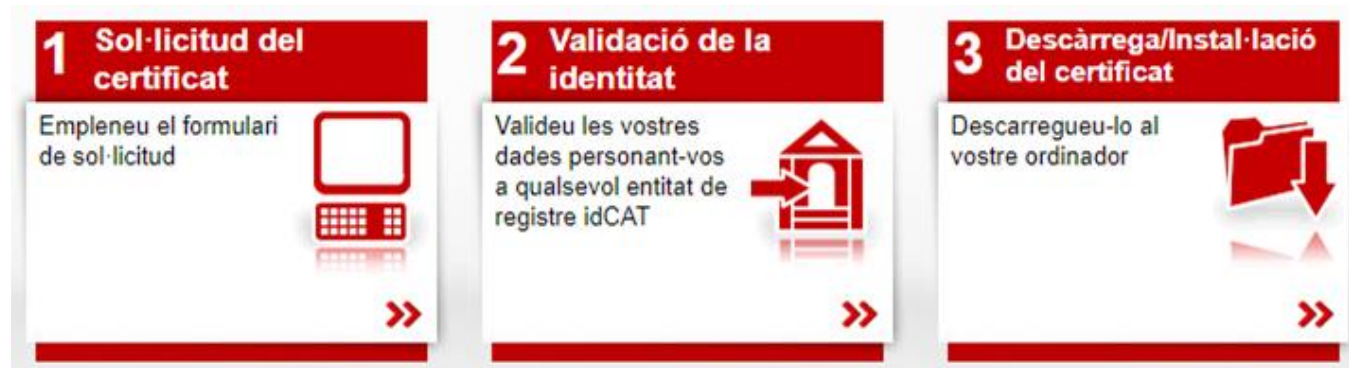 1 Sol·licitud del
certificat
Empleneu el formulari
de sol·licitud
2 Validació de la
identitat
Valideu les vostres
dades personant-vos
a qualsevol entitat de
registre idCAT
3 Descàrrega/Instal·lació
del certificat
Descarregueu-lo al
vostre ordinador